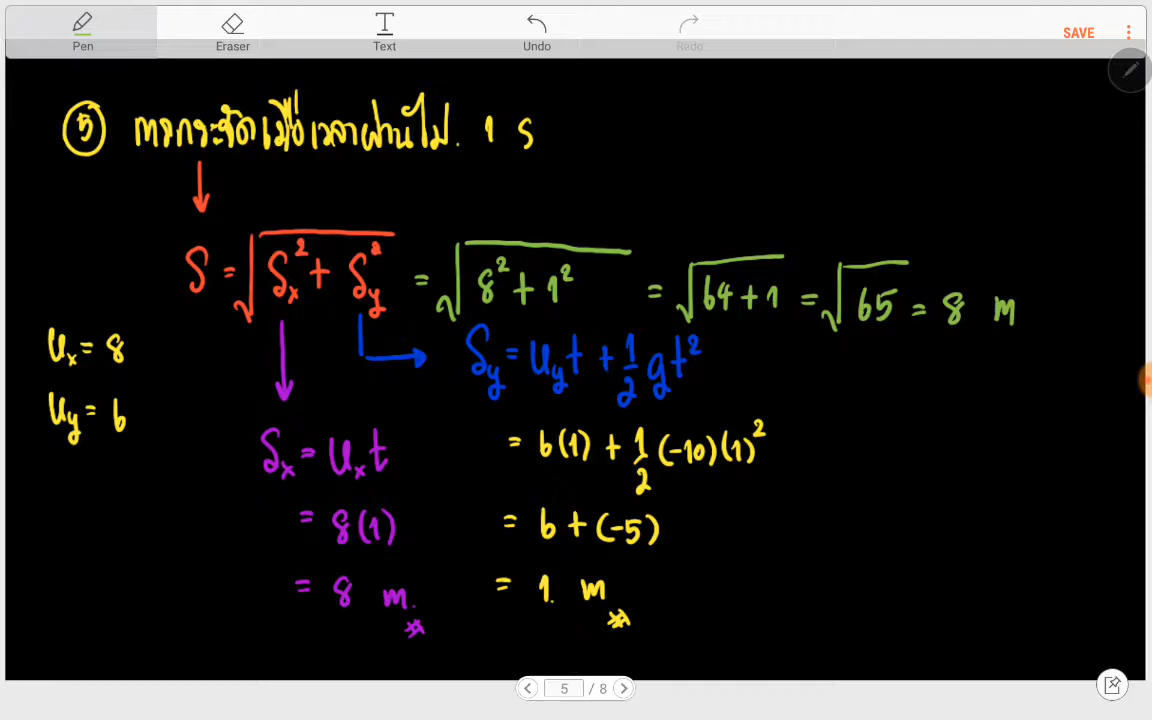 Pen Eraser Text Undo Redo SAVE
⑤ การกระจัดเมื่อเวลาผ่านไป. 1 s
S = √(Sx² + Sy²) = √(8² + 1²) = √(64 + 1) = √65 = 8 m
ux = 8
uy = 6
Sy = uyt + 1/2 gt²
= 6(1) + 1/2 (-10)(1)²
= 6 + (-5)
= 1. m
Sx = uxt
= 8(1)
= 8 m.
5 / 8